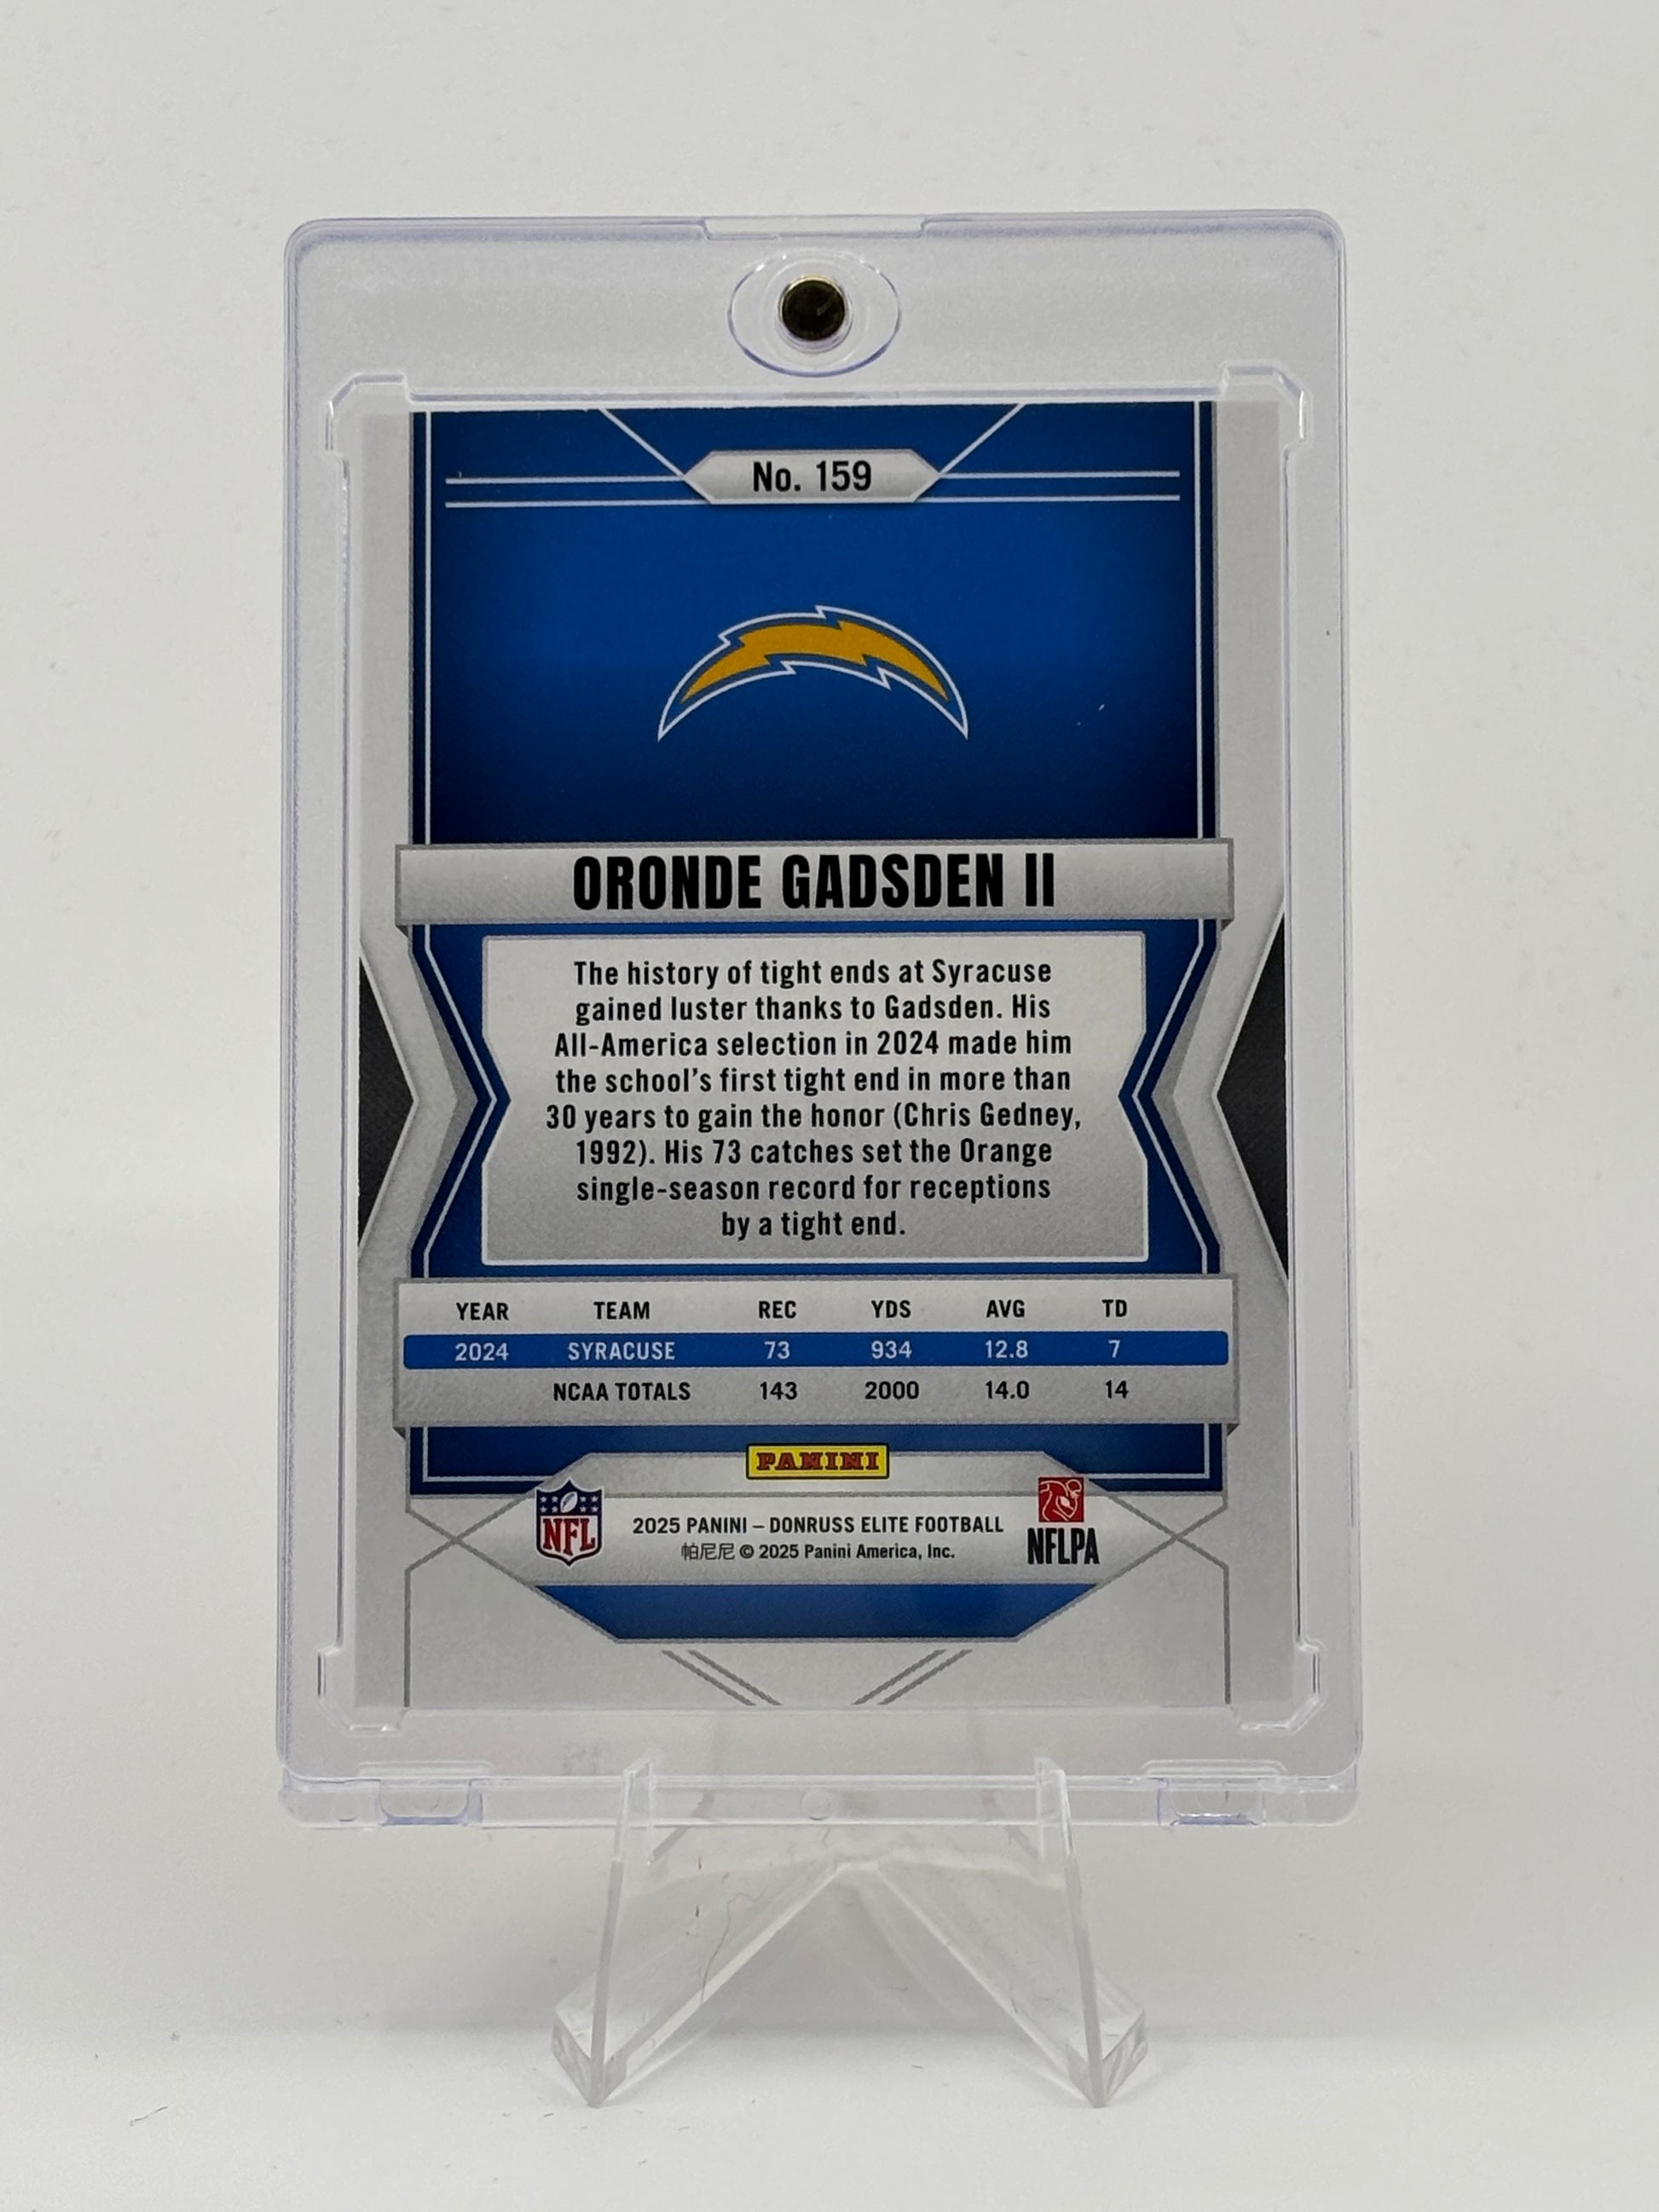 No. 159
ORONDE GADSDEN II
The history of tight ends at Syracuse
gained luster thanks to Gadsden. His
All-America selection in 2024 made him
the school's first tight end in more than
30 years to gain the honor (Chris Gedney,
1992). His 73 catches set the Orange
single-season record for receptions
by a tight end.
YEAR TEAM REC YDS AVG TD
2024 SYRACUSE 73 934 12.8 7
NCAA TOTALS 143 2000 14.0 14
PANINI
NFL
2025 PANINI – DONRUSS ELITE FOOTBALL
帕尼尼 © 2025 Panini America, Inc.
NFLPA